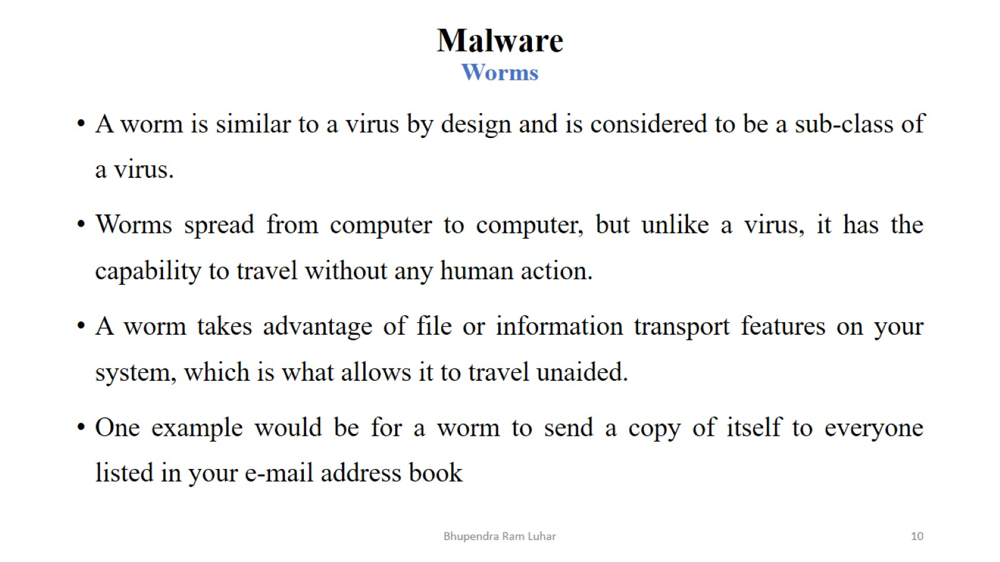 Malware
Worms
• A worm is similar to a virus by design and is considered to be a sub-class of
a virus.
• Worms spread from computer to computer, but unlike a virus, it has the
capability to travel without any human action.
• A worm takes advantage of file or information transport features on your
system, which is what allows it to travel unaided.
• One example would be for a worm to send a copy of itself to everyone
listed in your e-mail address book
Bhupendra Ram Luhar
10